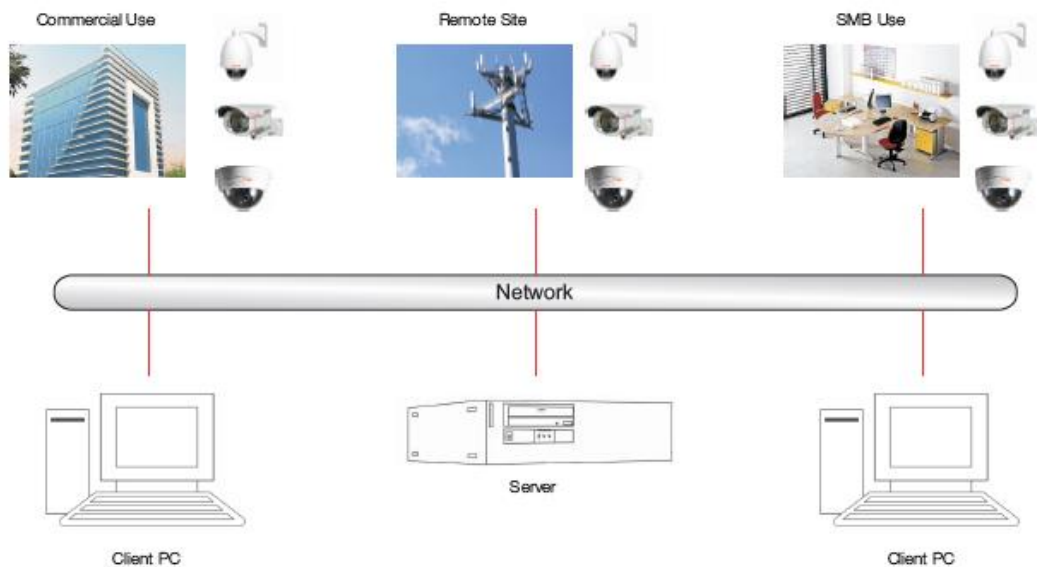 Commercial Use
Remote Site
SMB Use
Network
Server
Client PC
Client PC